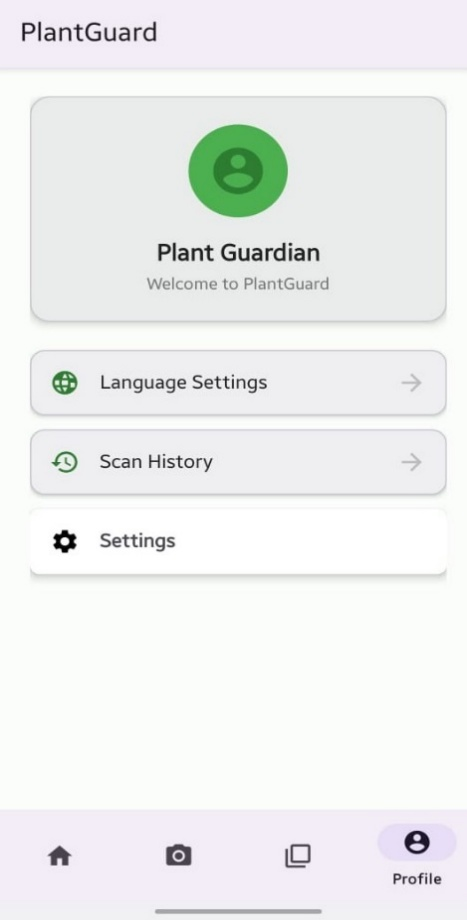 PlantGuard
Plant Guardian
Welcome to PlantGuard
Language Settings
Scan History
Settings
Profile